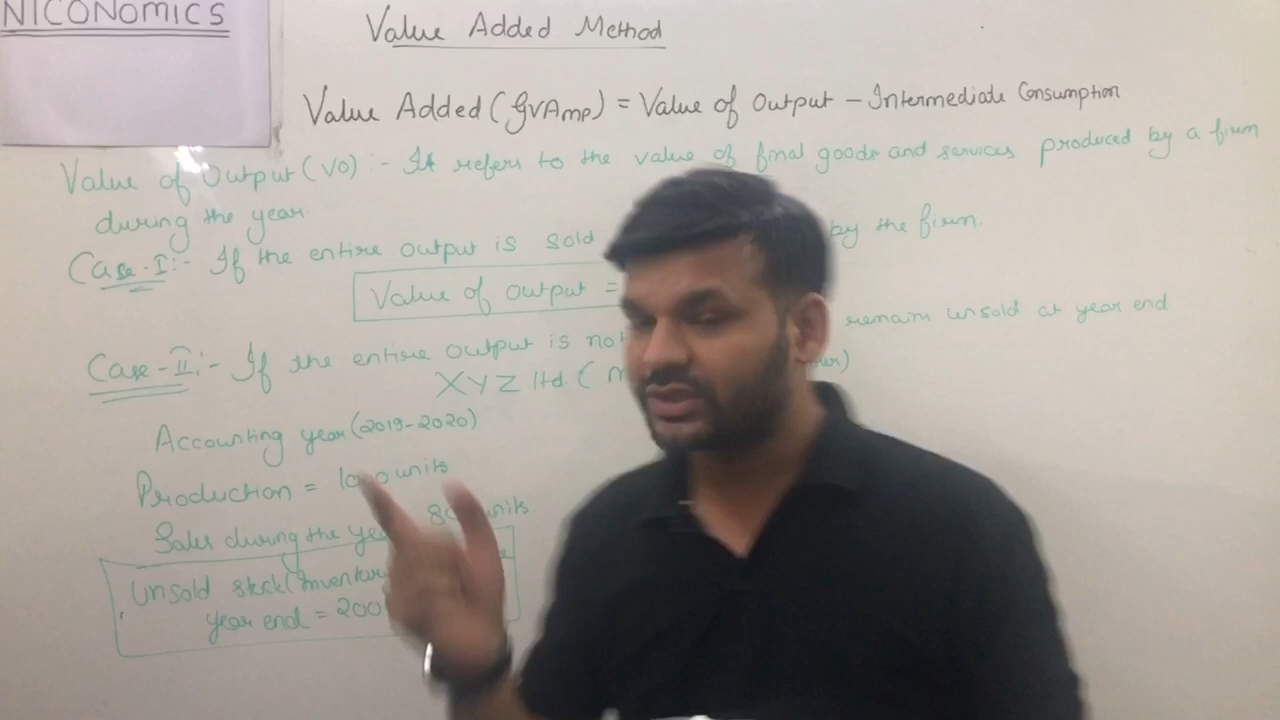 NICONOMICS
Value Added Method
Value Added (GVAMP) = Value of Output - Intermediate Consumption
Value of Output (VO) :- It refers to the value of final goods and services produced by a firm
during the year.
Case-I:- If the entire output is sold by the firm.
Value of output =
Case-II:- If the entire output is remain unsold at year end
XYZ ltd. (
Accounting year (2019-2020)
Production = 1000 units
Sales during the units
Unsold stock (Inventory
year end = 200